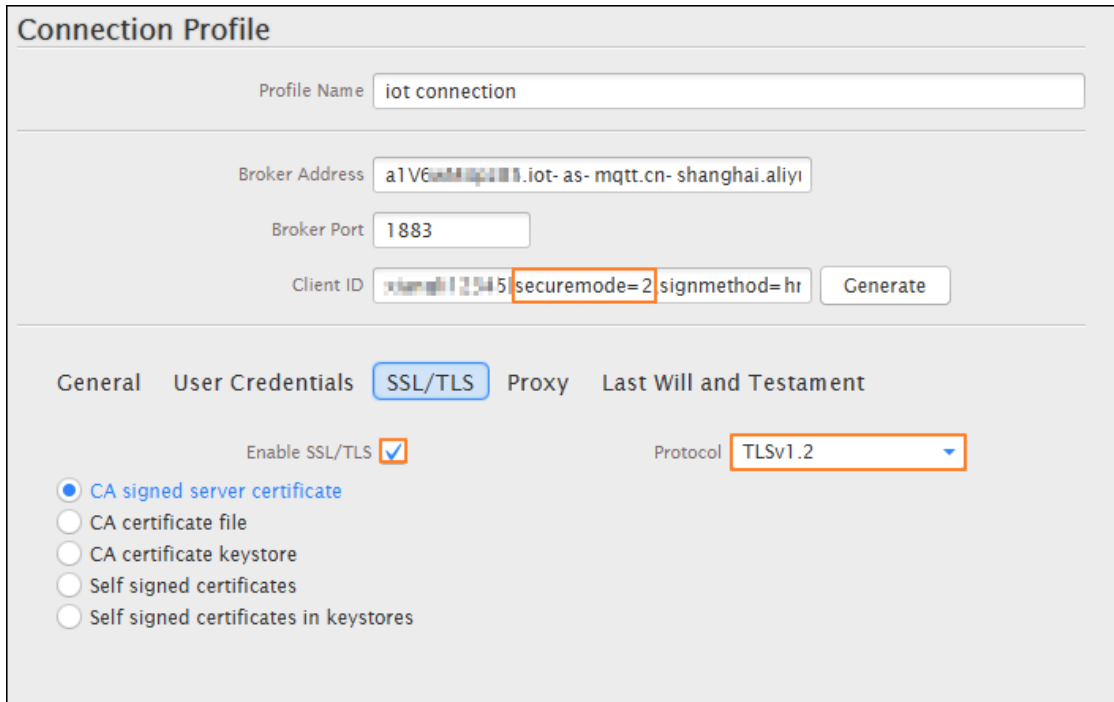 Connection Profile
Profile Name iot connection
Broker Address a1V6 .iot-as-mqtt.cn-shanghai.aliy
Broker Port 1883
Client ID 12345|securemode=2,signmethod=h Generate
General User Credentials SSL/TLS Proxy Last Will and Testament
Enable SSL/TLS Protocol TLSv1.2
CA signed server certificate
CA certificate file
CA certificate keystore
Self signed certificates
Self signed certificates in keystores